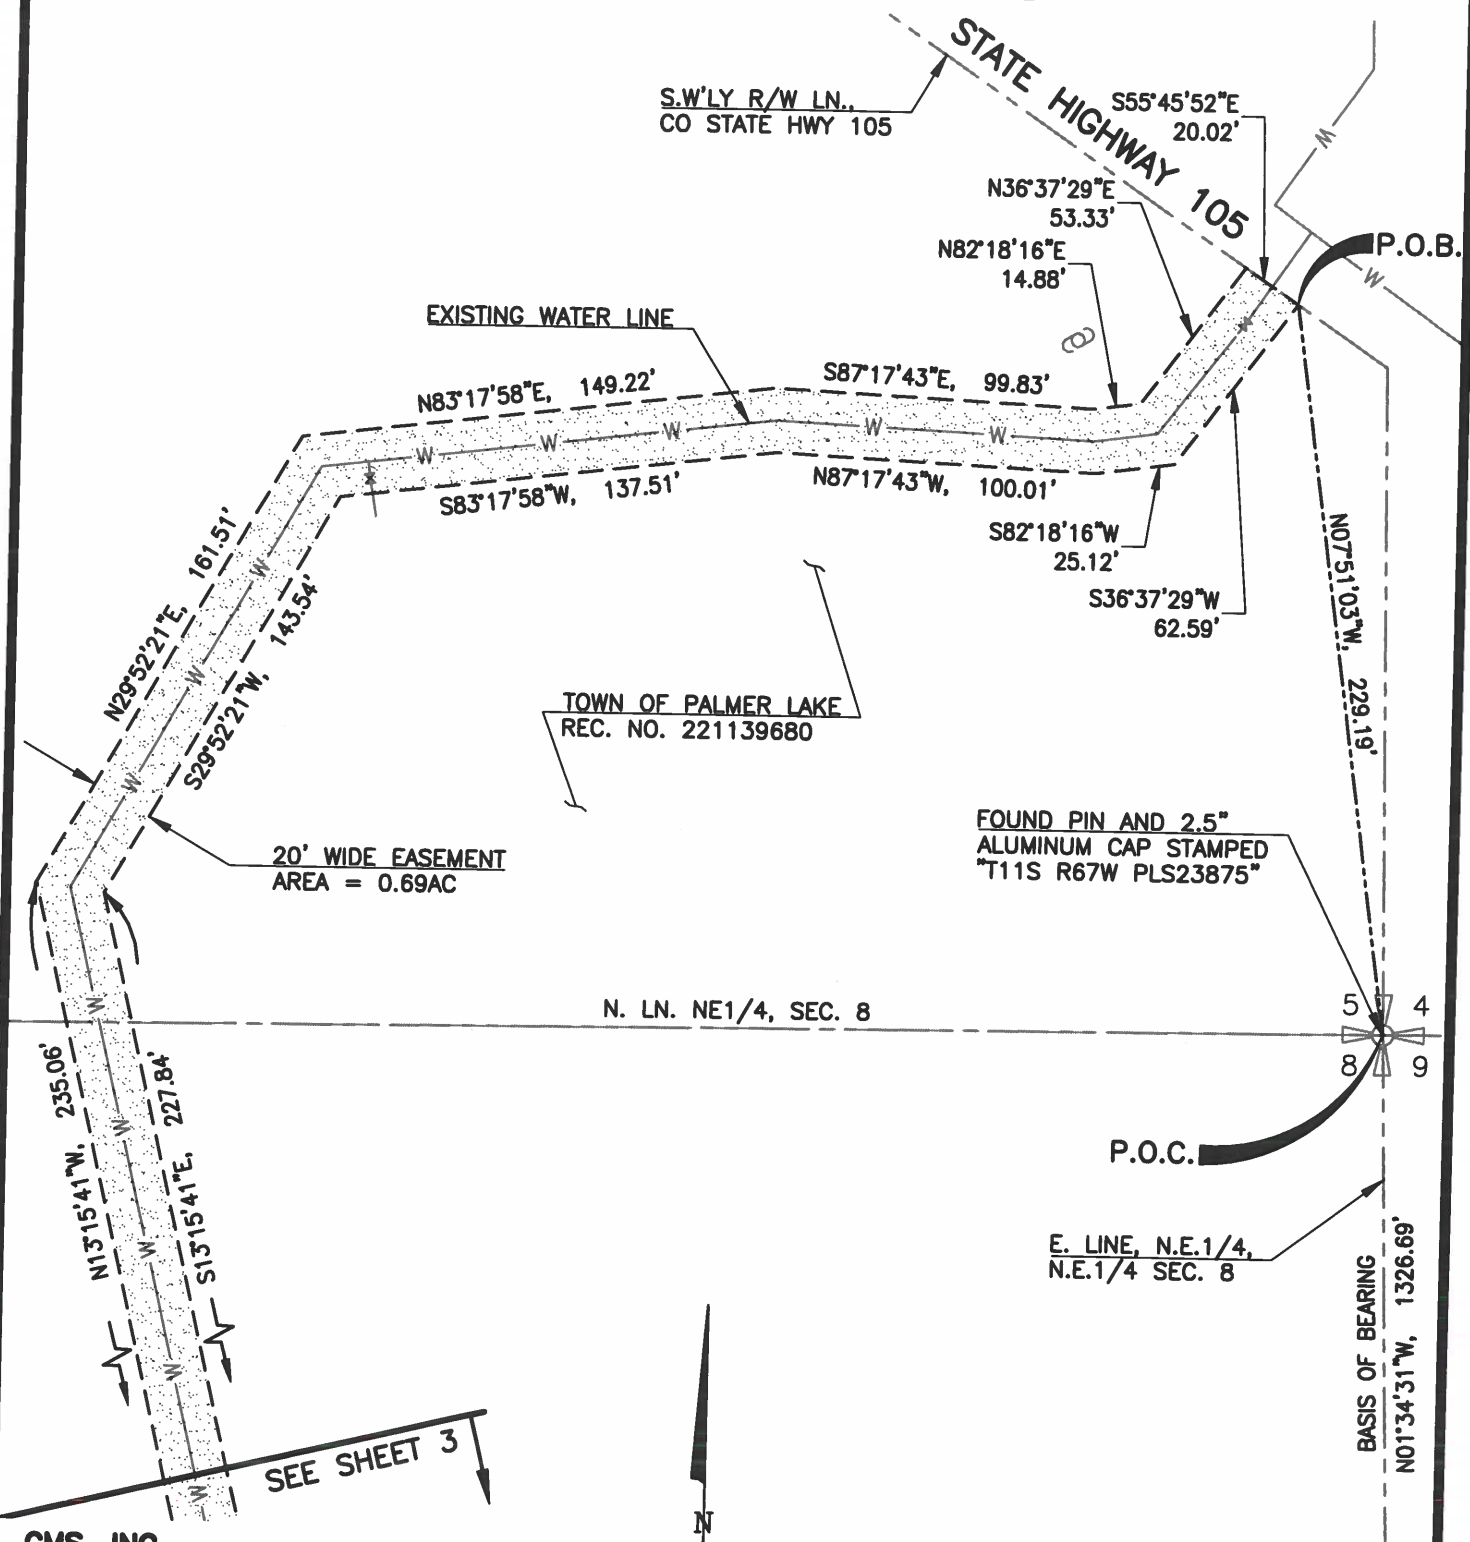 STATE HIGHWAY 105
S.W'LY R/W LN.,
CO STATE HWY 105
S55°45'52"E
20.02'
N36°37'29"E
53.33'
N82°18'16"E
14.88'
P.O.B.
W
W
EXISTING WATER LINE
N83°17'58"E, 149.22'
S87°17'43"E, 99.83'
W
W
W
W
W
S83°17'58"W, 137.51'
N87°17'43"W, 100.01'
S82°18'16"W
25.12'
S36°37'29"W
62.59'
N07°51'03"W, 229.19'
N29°52'21"E, 161.51'
S29°52'21"W, 143.54'
W
W
W
TOWN OF PALMER LAKE
REC. NO. 221139680
20' WIDE EASEMENT
AREA = 0.69AC
FOUND PIN AND 2.5"
ALUMINUM CAP STAMPED
"T11S R67W PLS23875"
N. LN. NE1/4, SEC. 8
5 4
8 9
P.O.C.
W
W
W
W
W
N13°15'41"W, 235.06'
S13°15'41"E, 227.84'
E. LINE, N.E.1/4,
N.E.1/4 SEC. 8
BASIS OF BEARING
N01°34'31"W, 1326.69'
SEE SHEET 3
N